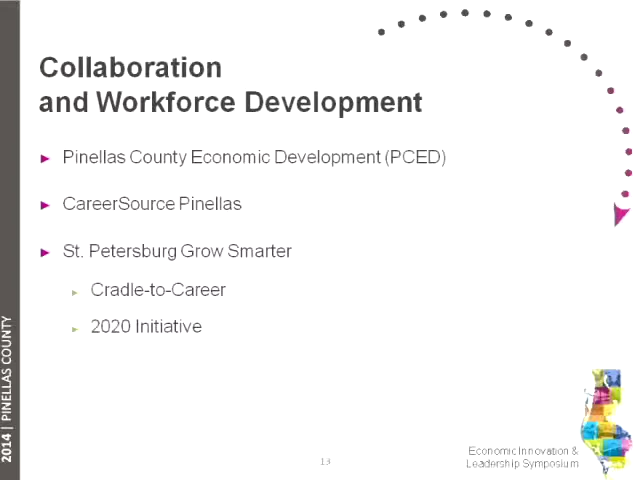 Collaboration
and Workforce Development
► Pinellas County Economic Development (PCED)
► CareerSource Pinellas
► St. Petersburg Grow Smarter
► Cradle-to-Career
► 2020 Initiative
2014 | PINELLAS COUNTY
13
Economic Innovation &
Leadership Symposium